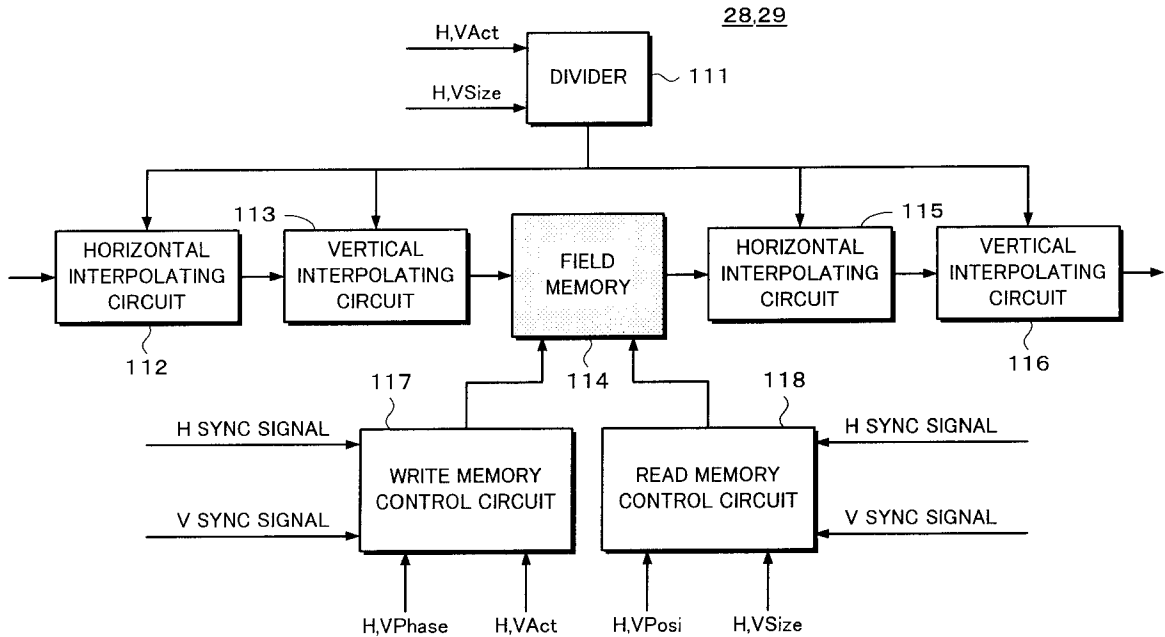 28,29
H,VAct
H,VSize
DIVIDER
111
HORIZONTAL
INTERPOLATING
CIRCUIT
112
113
VERTICAL
INTERPOLATING
CIRCUIT
FIELD
MEMORY
114
115
HORIZONTAL
INTERPOLATING
CIRCUIT
VERTICAL
INTERPOLATING
CIRCUIT
116
117
H SYNC SIGNAL
V SYNC SIGNAL
WRITE MEMORY
CONTROL CIRCUIT
118
READ MEMORY
CONTROL CIRCUIT
H SYNC SIGNAL
V SYNC SIGNAL
H,VPhase
H,VAct
H,VPosi
H,VSize